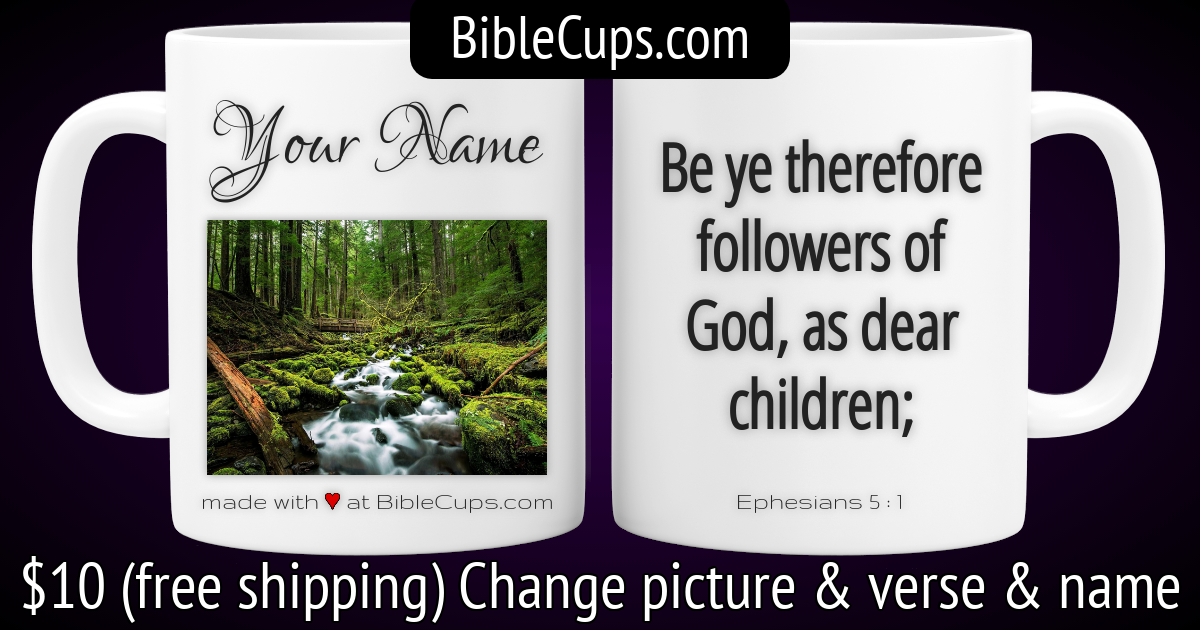 BibleCups.com
Your Name
made with ♥ at BibleCups.com
Be ye therefore
followers of
God, as dear
children;
Ephesians 5:1
$10 (free shipping) Change picture & verse & name